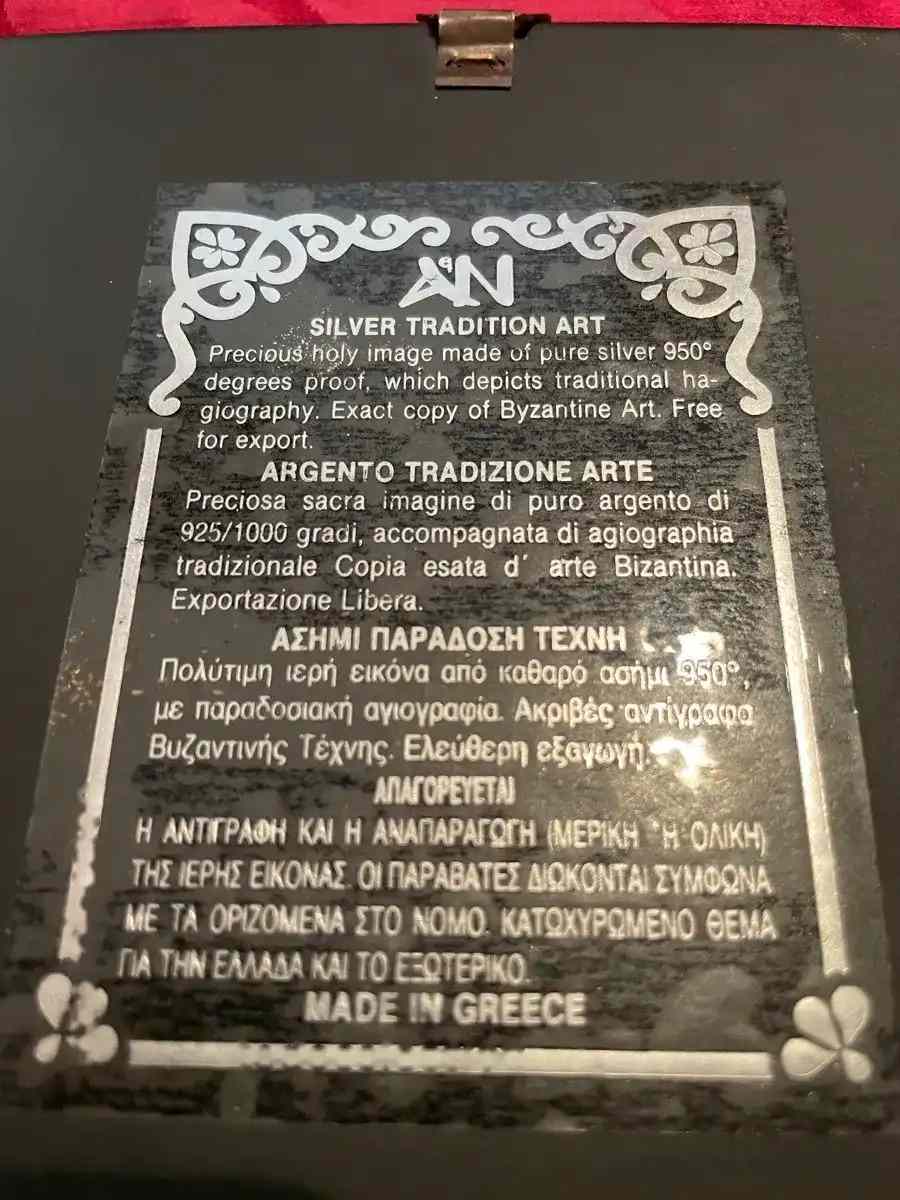 SILVER TRADITION ART
Precious holy image made of pure silver 950°
degrees proof, which depicts traditional ha-
giography. Exact copy of Byzantine Art. Free
for export.
ARGENTO TRADIZIONE ARTE
Preciosa sacra imagine di puro argento di
925/1000 gradi, accompagnata di agiographia
tradizionale Copia esata d' arte Bizantina.
Exportazione Libera.
ΑΣΗΜΙ ΠΑΡΑΔΟΣΗ ΤΕΧΝΗ
Πολύτιμη ιερή εικόνα από καθαρό ασήμι 950°,
με παραδοσιακή αγιογραφία. Ακριβές αντίγραφα
Βυζαντινής Τέχνης. Ελεύθερη εξαγωγή.
ΑΠΑΓΟΡΕΥΕΤΑΙ
Η ΑΝΤΙΓΡΑΦΗ ΚΑΙ Η ΑΝΑΠΑΡΑΓΩΓΗ (ΜΕΡΙΚΗ Ή ΟΛΙΚΗ)
ΤΗΣ ΙΕΡΗΣ ΕΙΚΟΝΑΣ. ΟΙ ΠΑΡΑΒΑΤΕΣ ΔΙΩΚΟΝΤΑΙ ΣΥΜΦΩΝΑ
ΜΕ ΤΑ ΟΡΙΖΟΜΕΝΑ ΣΤΟ ΝΟΜΟ. ΚΑΤΩΧΥΡΩΜΕΝΟ ΘΕΜΑ
ΓΙΑ ΤΗΝ ΕΛΛΑΔΑ ΚΑΙ ΤΟ ΕΞΩΤΕΡΙΚΟ.
MADE IN GREECE